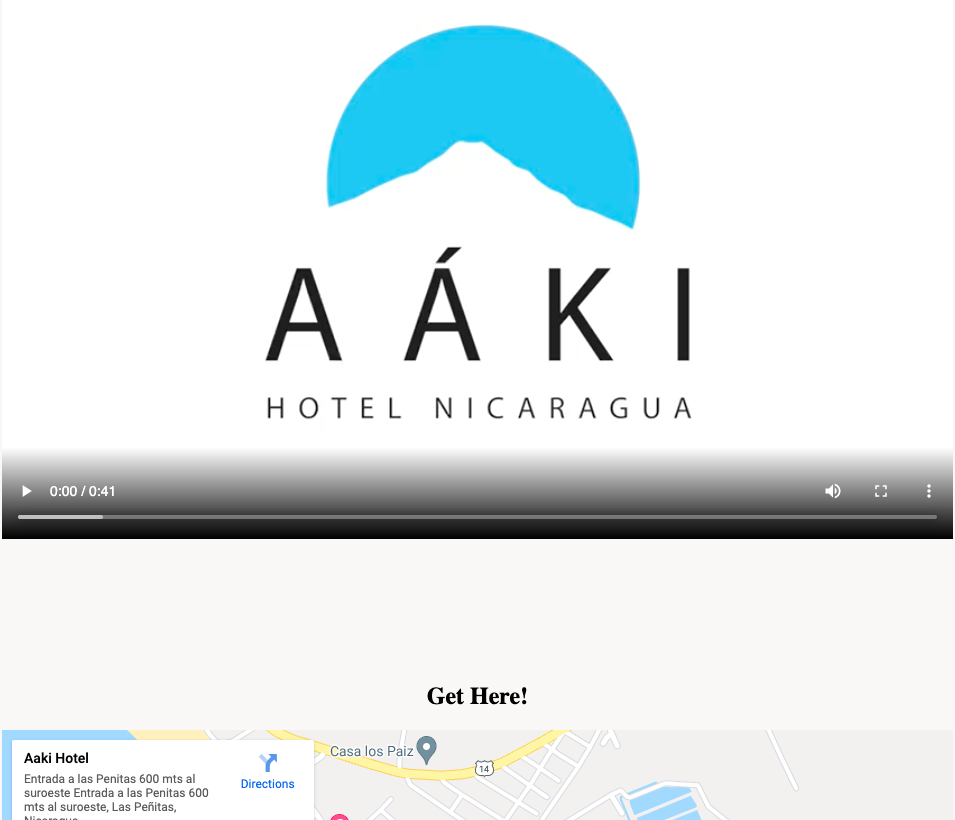 AÁKI
HOTEL NICARAGUA
0:00 / 0:41
Get Here!
Aaki Hotel
Entrada a las Penitas 600 mts al
suroeste Entrada a las Penitas 600
mts al suroeste, Las Peñitas,
Nicaragua
Directions
Casa los Paiz
14